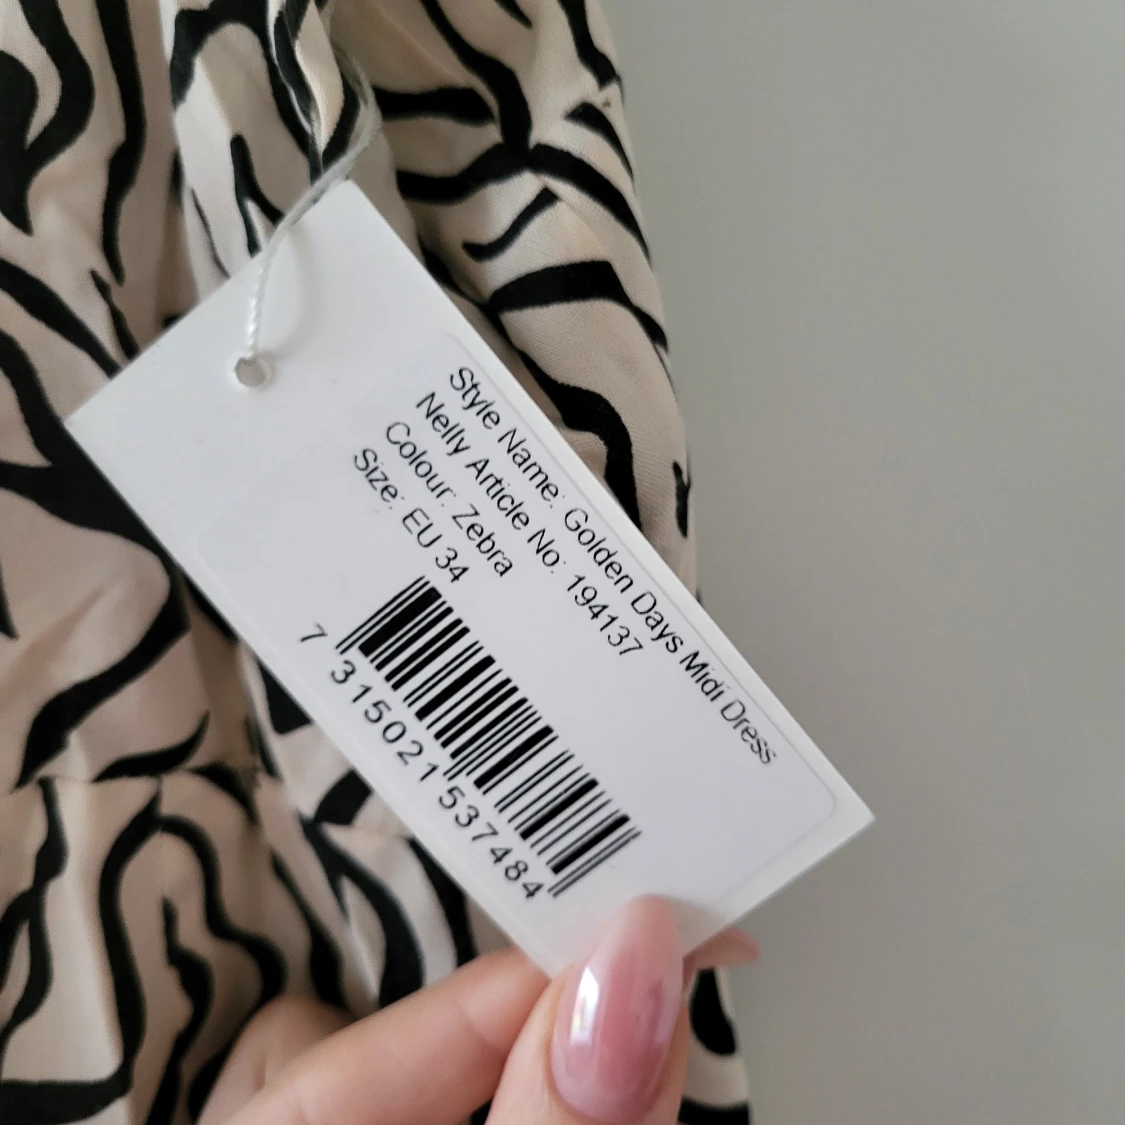 Style Name: Golden Days Midi Dress
Nelly Article No: 194137
Colour: Zebra
Size: EU 34
7 315021 537484